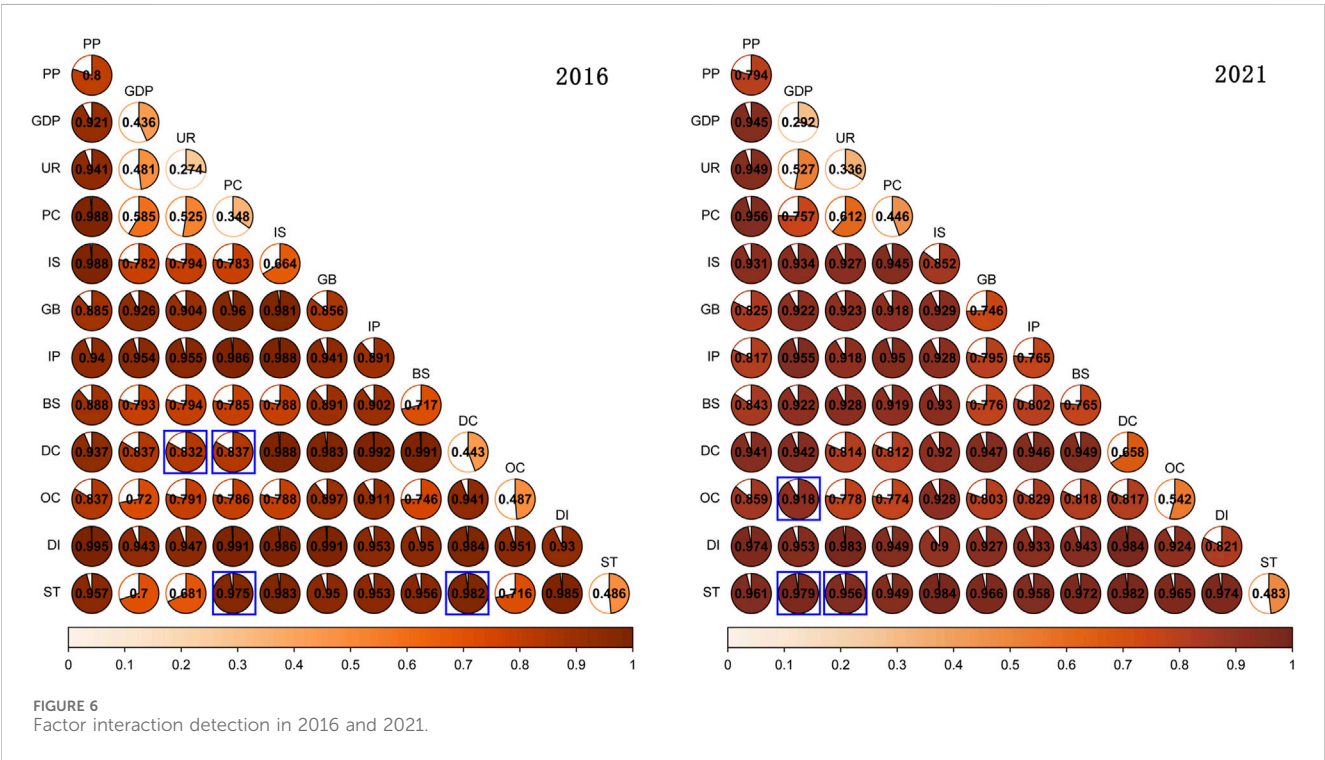 PP
PP 0.8 2016
GDP
GDP 0.921 0.436
UR
UR 0.941 0.481 0.274
PC
PC 0.988 0.585 0.525 0.348
IS
IS 0.988 0.782 0.794 0.783 0.664
GB
GB 0.885 0.926 0.904 0.96 0.981 0.856
IP
IP 0.94 0.954 0.955 0.986 0.988 0.941 0.891
BS
BS 0.888 0.793 0.794 0.785 0.788 0.891 0.902 0.717
DC
DC 0.937 0.837 0.832 0.837 0.988 0.983 0.992 0.991 0.443
OC
OC 0.837 0.72 0.791 0.786 0.788 0.897 0.911 0.746 0.941 0.487
DI
DI 0.995 0.943 0.947 0.991 0.986 0.991 0.953 0.95 0.984 0.951 0.93
ST
ST 0.957 0.7 0.681 0.975 0.983 0.95 0.953 0.956 0.982 0.716 0.985 0.486
0 0.1 0.2 0.3 0.4 0.5 0.6 0.7 0.8 0.9 1
PP
PP 0.794 2021
GDP
GDP 0.945 0.292
UR
UR 0.949 0.527 0.336
PC
PC 0.956 0.757 0.612 0.446
IS
IS 0.931 0.934 0.927 0.945 0.852
GB
GB 0.825 0.922 0.923 0.918 0.929 0.746
IP
IP 0.817 0.955 0.918 0.95 0.928 0.795 0.765
BS
BS 0.843 0.922 0.928 0.919 0.93 0.776 0.802 0.765
DC
DC 0.941 0.942 0.814 0.812 0.92 0.947 0.946 0.949 0.658
OC
OC 0.859 0.918 0.778 0.774 0.928 0.803 0.829 0.818 0.817 0.542
DI
DI 0.974 0.953 0.983 0.949 0.9 0.927 0.933 0.943 0.984 0.924 0.821
ST
ST 0.961 0.979 0.956 0.949 0.984 0.966 0.958 0.972 0.982 0.965 0.974 0.483
0 0.1 0.2 0.3 0.4 0.5 0.6 0.7 0.8 0.9 1
FIGURE 6
Factor interaction detection in 2016 and 2021.